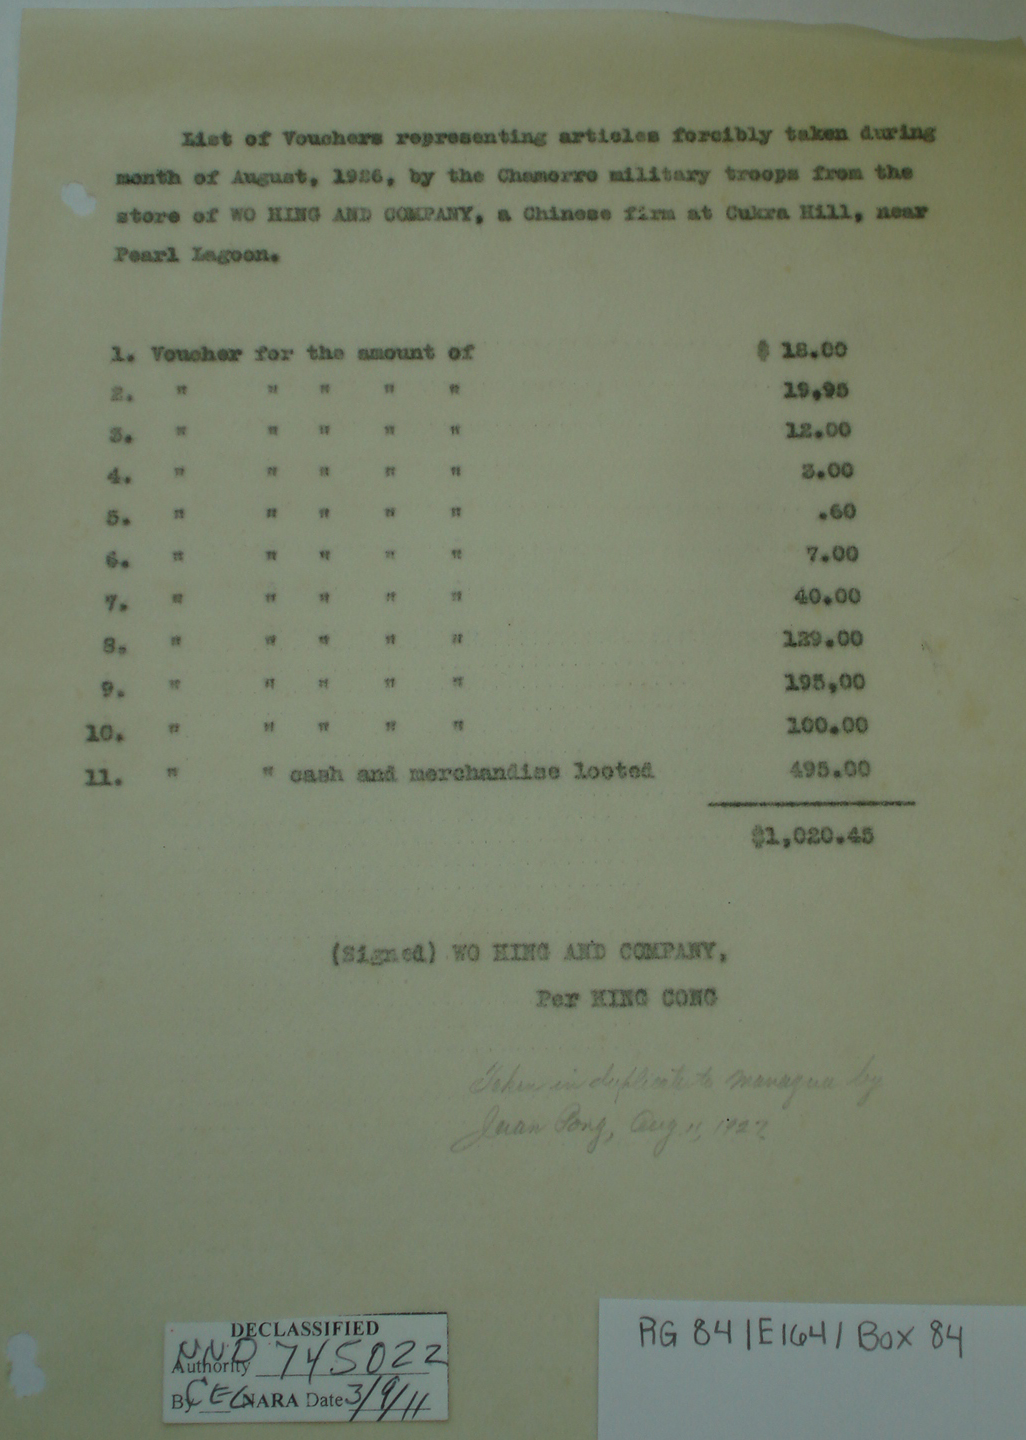 List of Vouchers representing articles forcibly taken during
month of August, 1926, by the Chamorro military troops from the
store of WO HING AND COMPANY, a Chinese firm at Cukra Hill, near
Pearl Lagoon.
1. Voucher for the amount of $ 18.00
2. " " " " " 19.95
3. " " " " " 12.00
4. " " " " " 3.00
5. " " " " " .60
6. " " " " " 7.00
7. " " " " " 40.00
8. " " " " " 129.00
9. " " " " " 195,00
10. " " " " " 100.00
11. " " cash and merchandise looted 495.00
$1,020.45
(Signed) WO HING AND COMPANY,
Per HING CONG
Taken in duplicate to Managua by
Juan Pong, Aug 11, 1927
DECLASSIFIED
Authority NND 745022
By CEC NARA Date 3/9/11
RG 84 | E 164 | Box 84